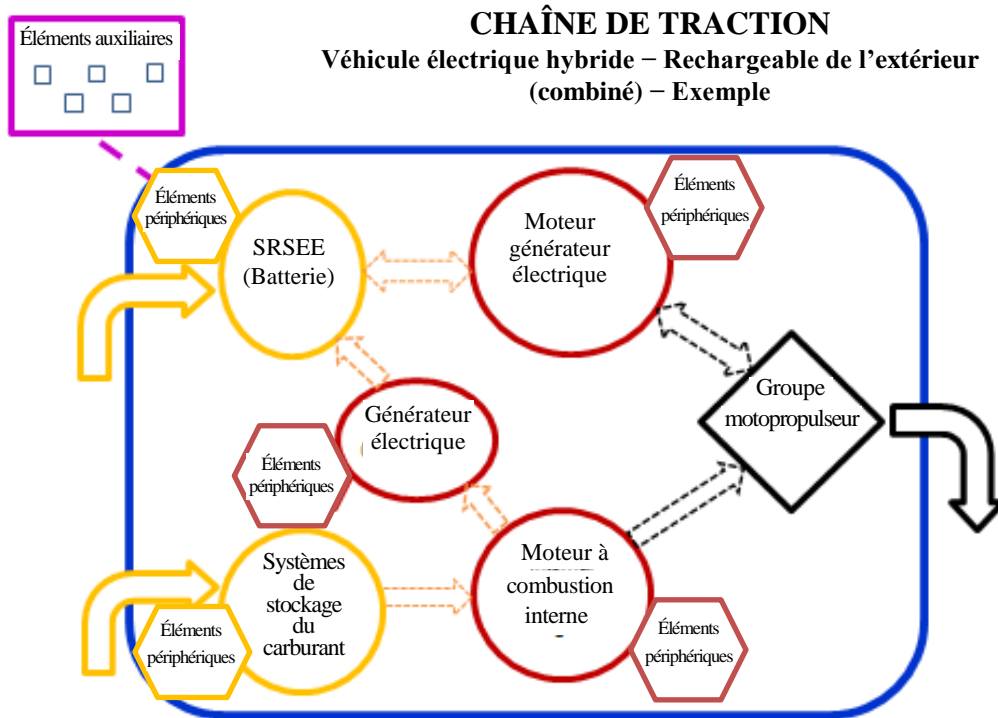 CHAÎNE DE TRACTION
Véhicule électrique hybride − Rechargeable de l’extérieur
(combiné) − Exemple
Éléments auxiliaires
Éléments
périphériques
SRSEE
(Batterie)
Moteur
générateur
électrique
Éléments
périphériques
Générateur
électrique
Groupe
motopropulseur
Éléments
périphériques
Systèmes
de
stockage
du
carburant
Éléments
périphériques
Moteur à
combustion
interne
Éléments
périphériques